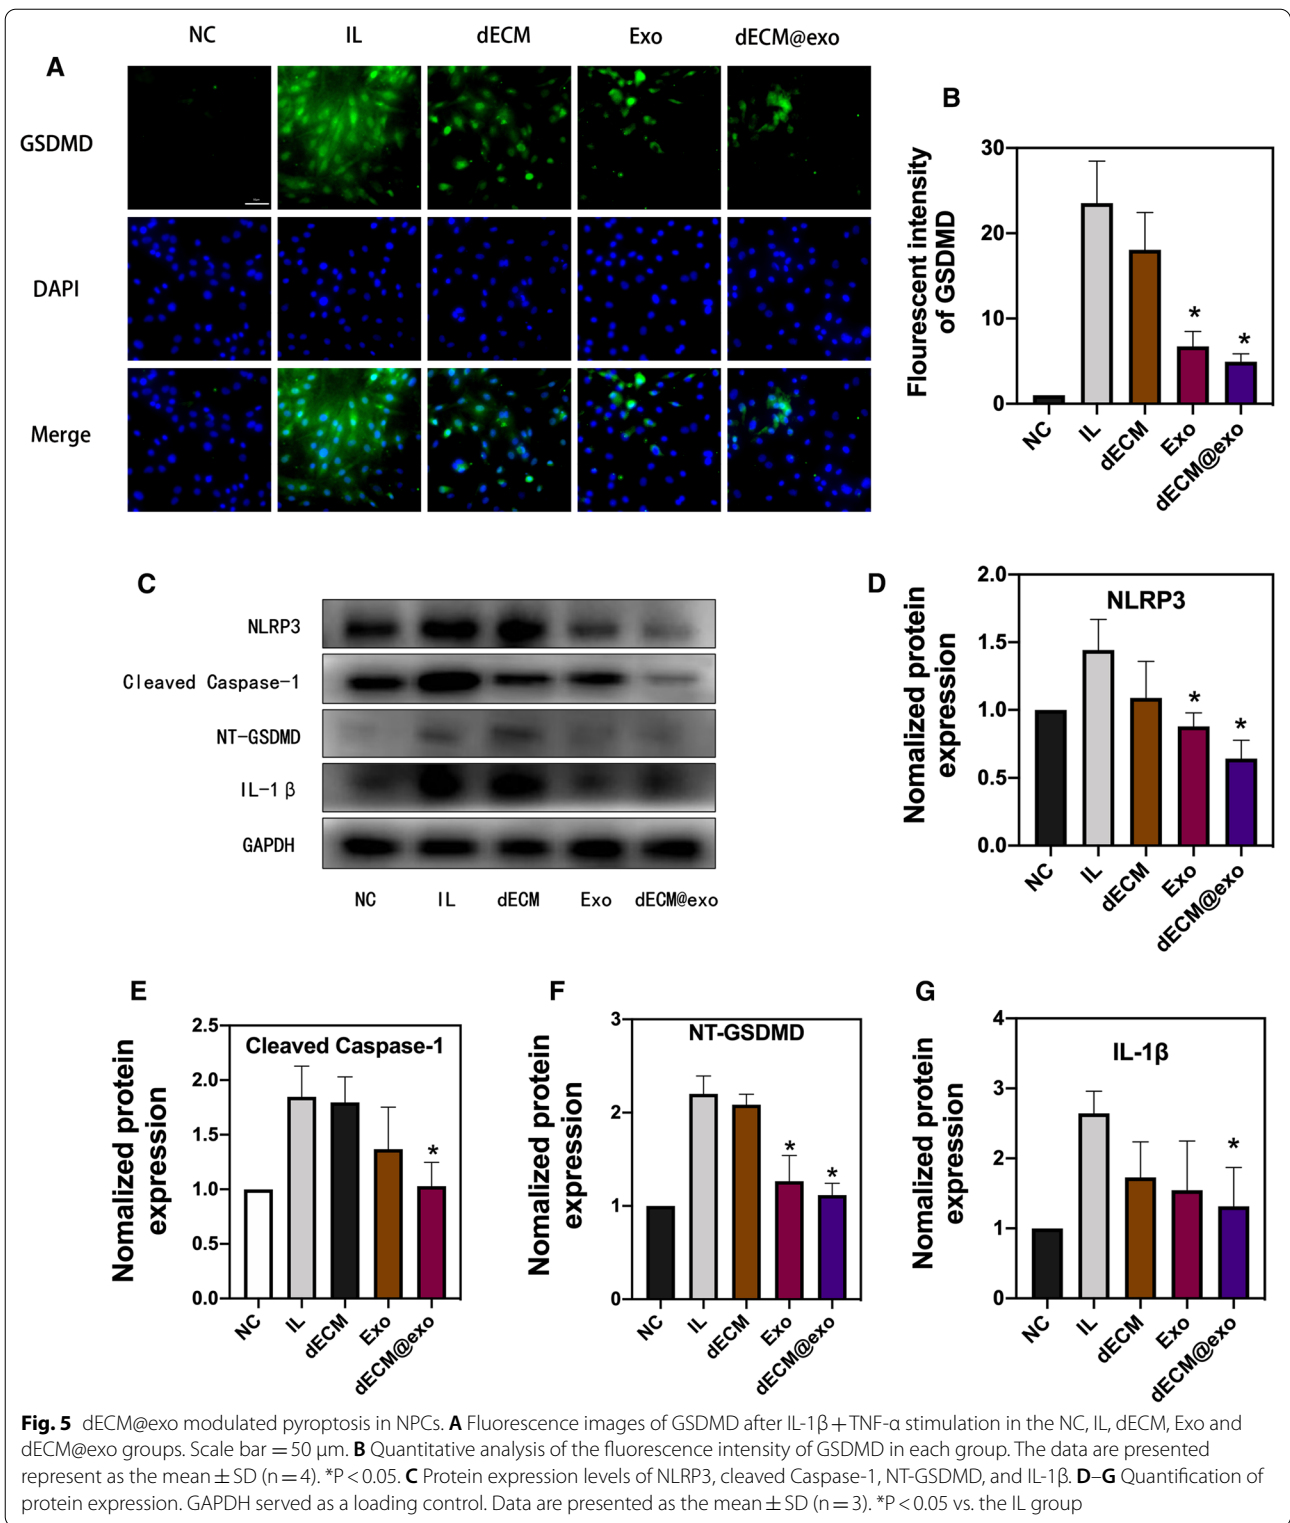 NC IL dECM Exo dECM@exo
A
GSDMD
DAPI
Merge
B
Flourescent intensity
of GSDMD
30
20
10
0
* *
NC IL dECM Exo dECM@exo
C
NLRP3
Cleaved Caspase-1
NT-GSDMD
IL-1β
GAPDH
NC IL dECM Exo dECM@exo
D
NLRP3
Nomalized protein
expression
2.0
1.5
1.0
0.5
0.0
* *
NC IL dECM Exo dECM@exo
E
Cleaved Caspase-1
Nomalized protein
expression
2.5
2.0
1.5
1.0
0.5
0.0
*
NC IL dECM Exo dECM@exo
F
NT-GSDMD
Nomalized protein
expression
3
2
1
0
* *
NC IL dECM Exo dECM@exo
G
IL-1β
Nomalized protein
expression
4
3
2
1
0
*
NC IL dECM Exo dECM@exo
Fig. 5 dECM@exo modulated pyroptosis in NPCs. A Fluorescence images of GSDMD after IL-1β + TNF-α stimulation in the NC, IL, dECM, Exo and
dECM@exo groups. Scale bar = 50 μm. B Quantitative analysis of the fluorescence intensity of GSDMD in each group. The data are presented
represent as the mean ± SD (n = 4). *P < 0.05. C Protein expression levels of NLRP3, cleaved Caspase-1, NT-GSDMD, and IL-1β. D–G Quantification of
protein expression. GAPDH served as a loading control. Data are presented as the mean ± SD (n = 3). *P < 0.05 vs. the IL group